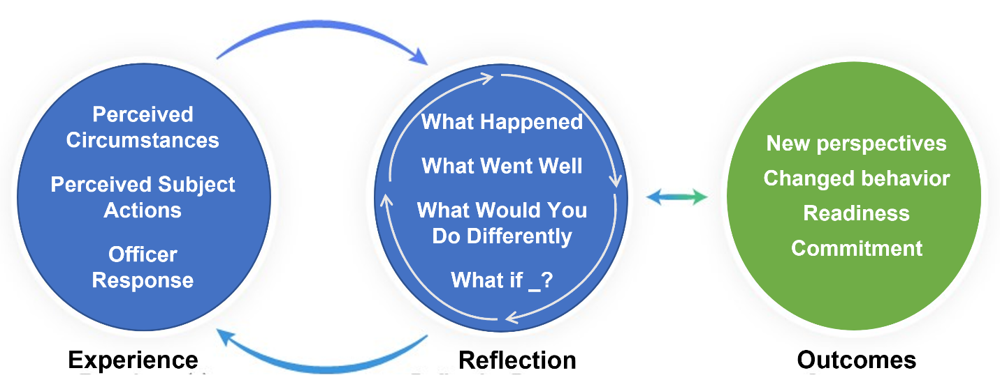 Perceived
Circumstances
Perceived Subject
Actions
Officer
Response
Experience
What Happened
What Went Well
What Would You
Do Differently
What if _?
Reflection
New perspectives
Changed behavior
Readiness
Commitment
Outcomes